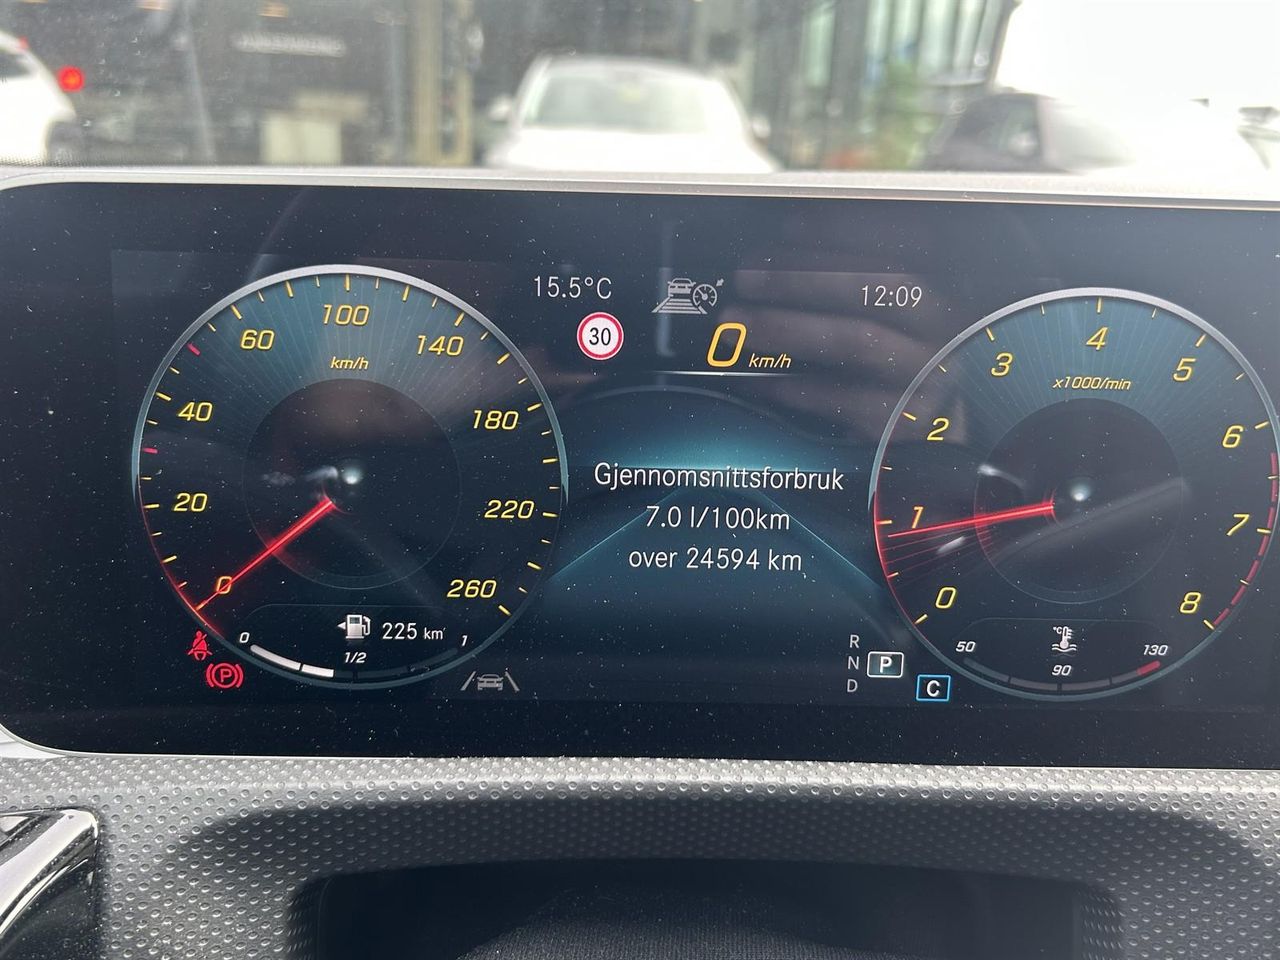 15.5°C
12:09
30
0 km/h
0
20
40
60
100
140
180
220
260
km/h
225 km
0
1/2
1
Gjennomsnittsforbruk
7.0 l/100km
over 24594 km
R
N
D
P
C
0
1
2
3
4
5
6
7
8
x1000/min
°C
50
90
130
P